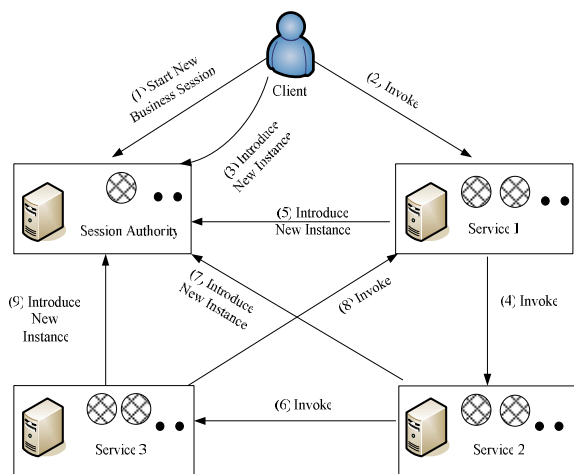 (1) Start New
Business Session
Client
(2) Invoke
(3) Introduce
New Instance
Session Authority
(5) Introduce
New Instance
Service 1
(7) Introduce
New Instance
(8) Invoke
(4) Invoke
(9) Introduce
New
Instance
(6) Invoke
Service 3
Service 2